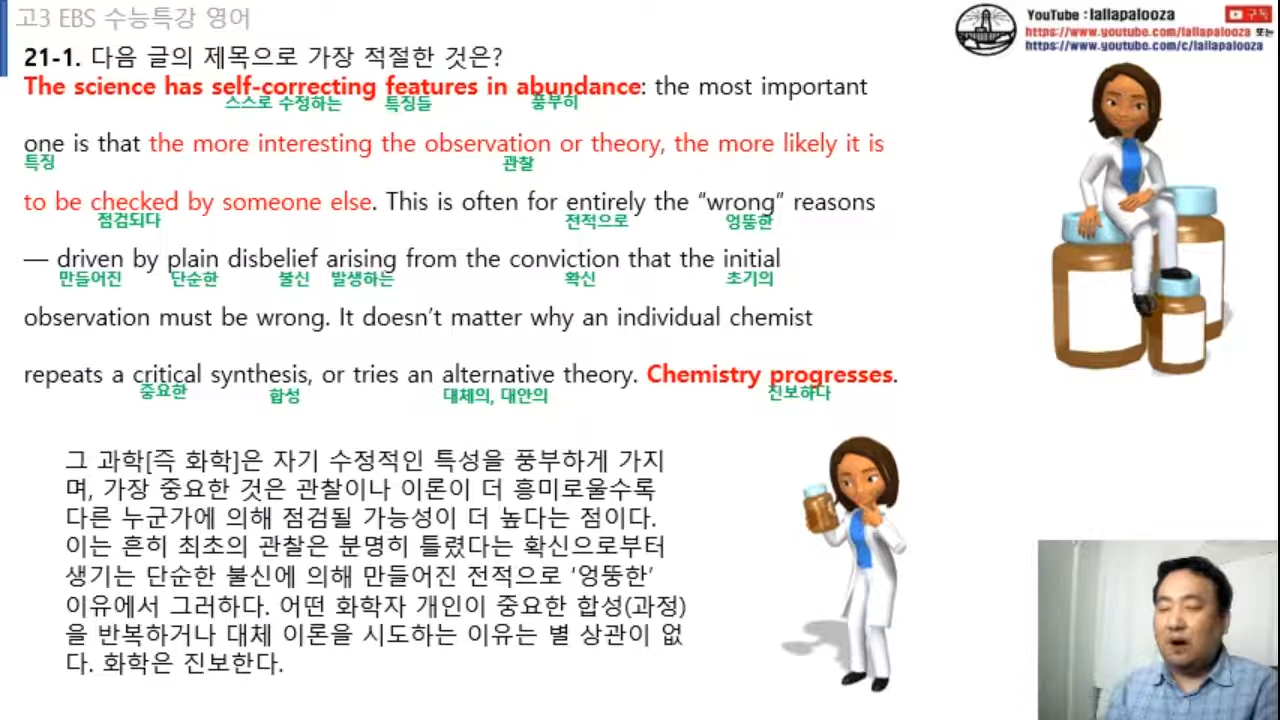 고3 EBS 수능특강 영어
YouTube : lallapalooza 구독
https://www.youtube.com/lallapalooza 또는
https://www.youtube.com/c/lallapalooza
21-1. 다음 글의 제목으로 가장 적절한 것은?
The science has self-correcting features in abundance: the most important
스스로 수정하는 특징들 풍부히
one is that the more interesting the observation or theory, the more likely it is
특징 관찰
to be checked by someone else. This is often for entirely the “wrong” reasons
점검되다 전적으로 엉뚱한
— driven by plain disbelief arising from the conviction that the initial
만들어진 단순한 불신 발생하는 확신 초기의
observation must be wrong. It doesn’t matter why an individual chemist
repeats a critical synthesis, or tries an alternative theory. Chemistry progresses.
중요한 합성 대체의, 대안의 진보하다
그 과학[즉 화학]은 자기 수정적인 특성을 풍부하게 가지
며, 가장 중요한 것은 관찰이나 이론이 더 흥미로울수록
다른 누군가에 의해 점검될 가능성이 더 높다는 점이다.
이는 흔히 최초의 관찰은 분명히 틀렸다는 확신으로부터
생기는 단순한 불신에 의해 만들어진 전적으로 ‘엉뚱한’
이유에서 그러하다. 어떤 화학자 개인이 중요한 합성(과정)
을 반복하거나 대체 이론을 시도하는 이유는 별 상관이 없
다. 화학은 진보한다.